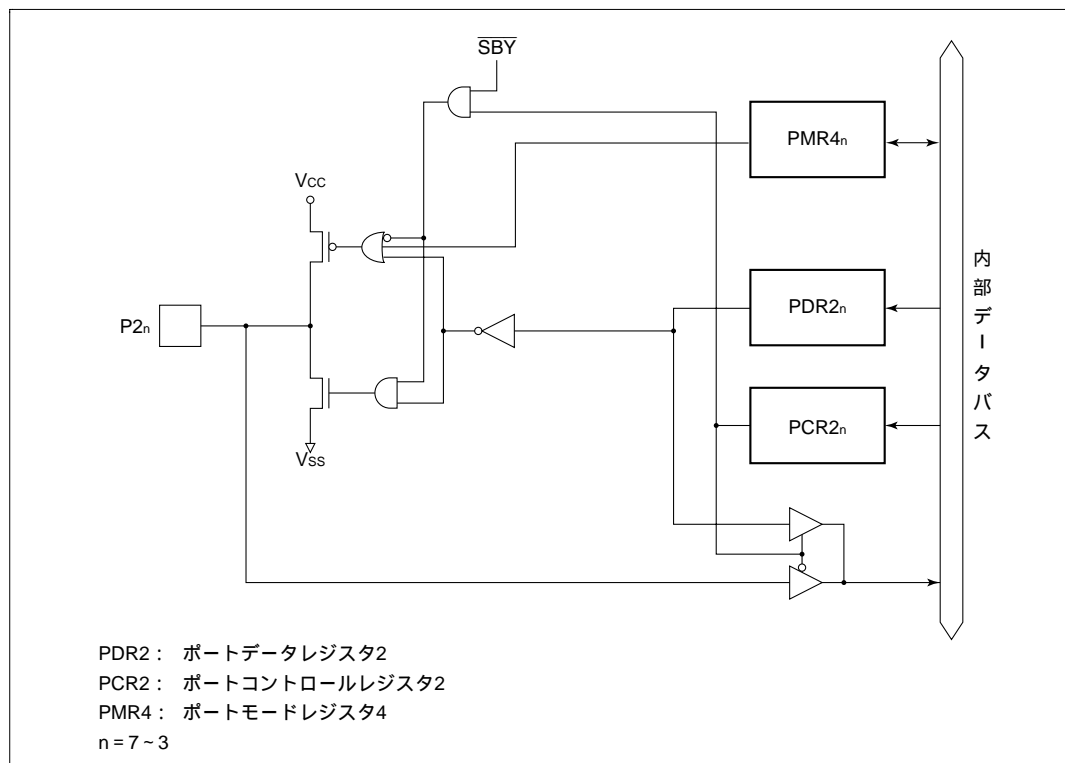 SBY
PMR4n
VCC
PDR2n
P2n
PCR2n
VSS
内部データバス
PDR2： ポートデータレジスタ2
PCR2： ポートコントロールレジスタ2
PMR4： ポートモードレジスタ4
n = 7 ~ 3